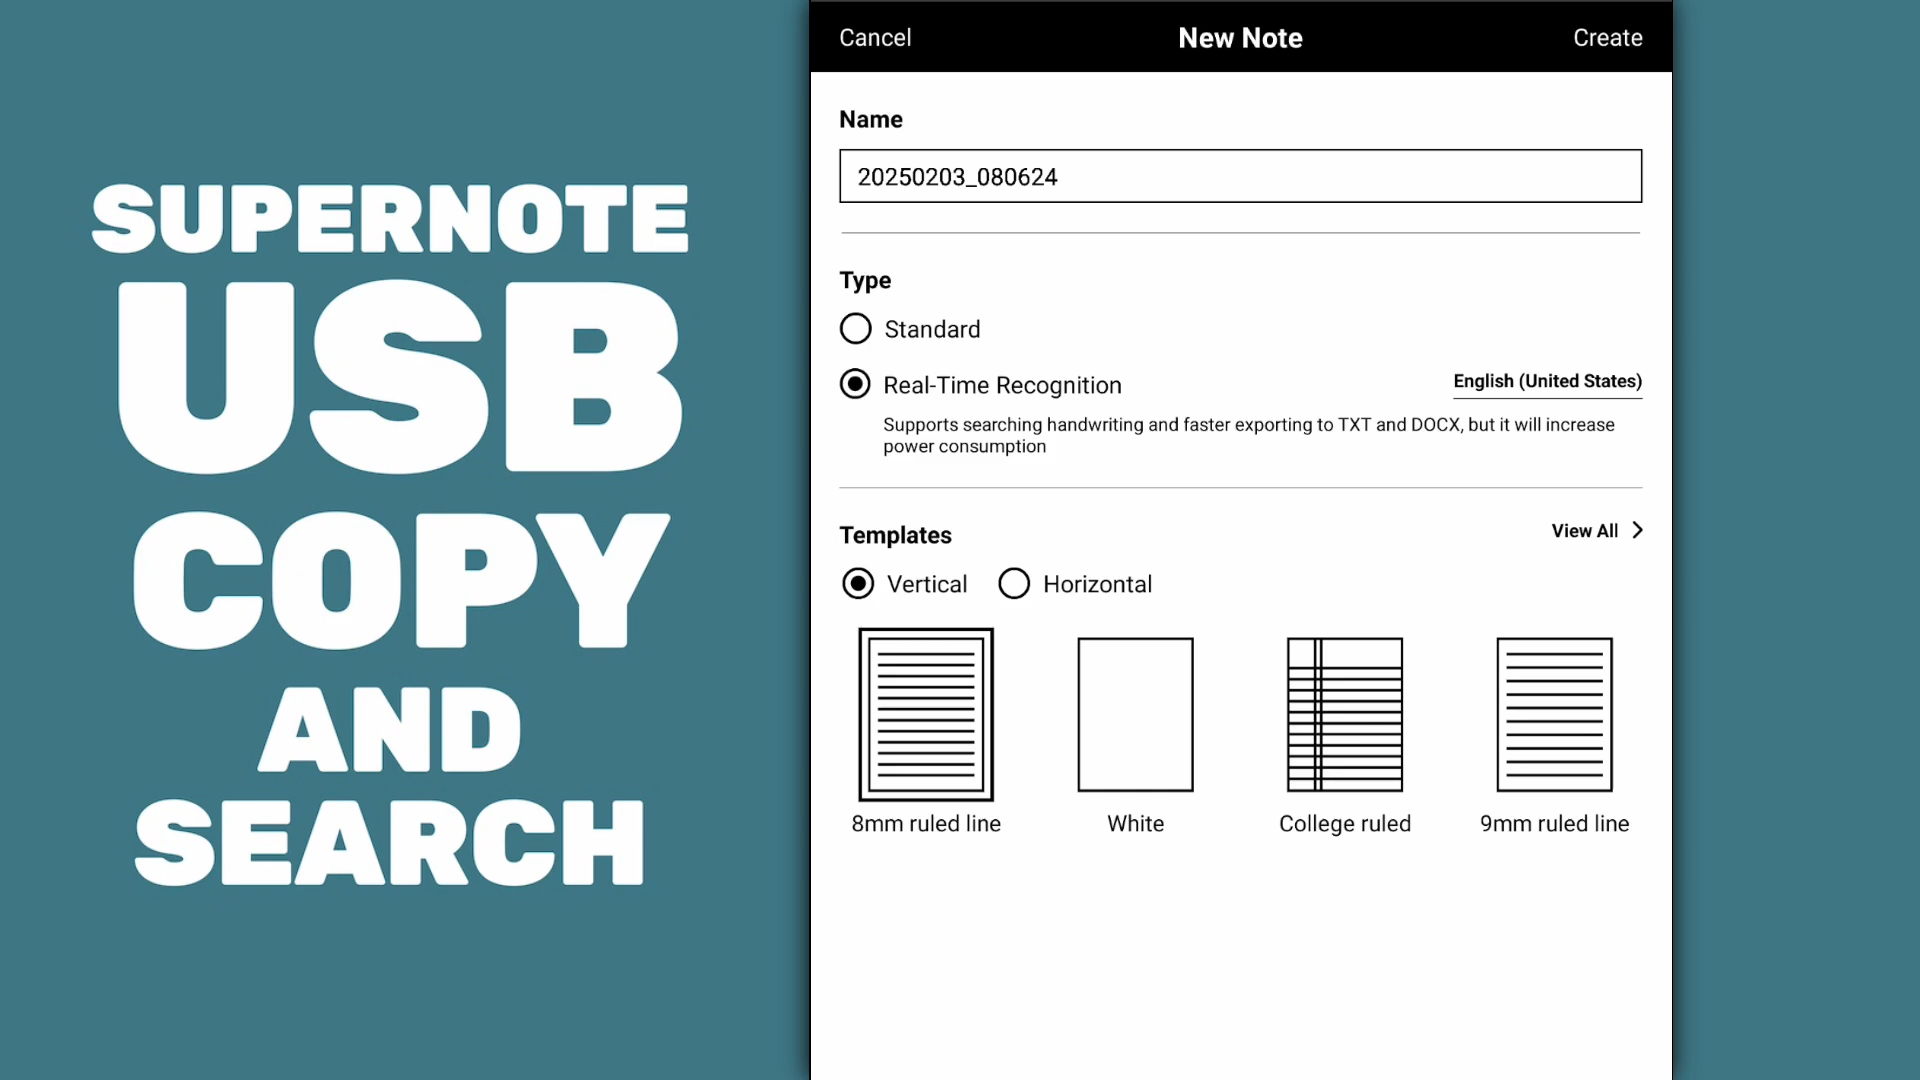 SUPERNOTE
USB
COPY
AND
SEARCH
Cancel
New Note
Create
Name
20250203_080624
Type
Standard
Real-Time Recognition
English (United States)
Supports searching handwriting and faster exporting to TXT and DOCX, but it will increase
power consumption
Templates
View All
Vertical
Horizontal
8mm ruled line
White
College ruled
9mm ruled line